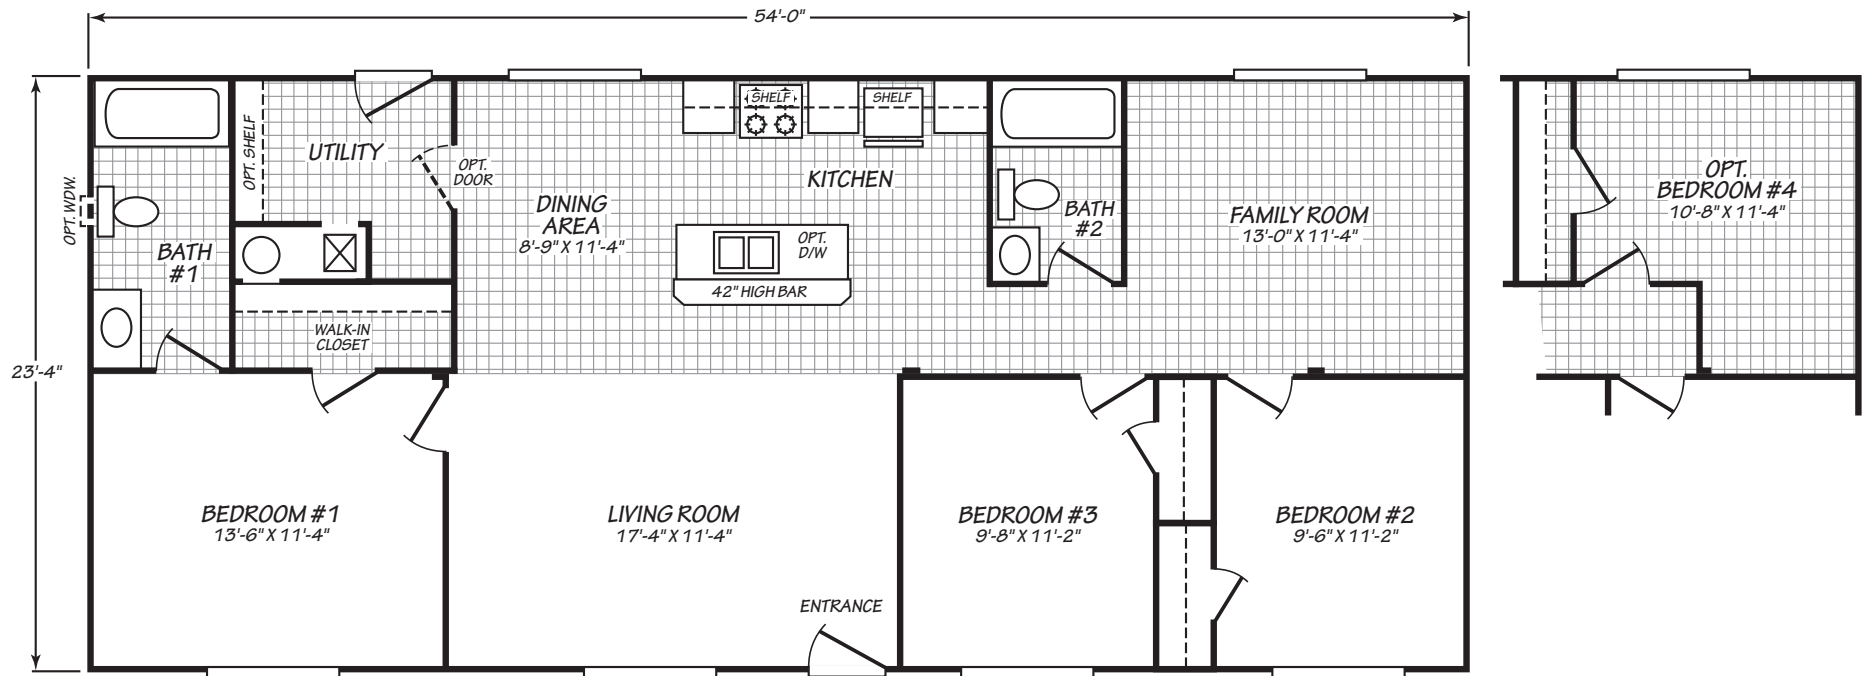 54'-0"
SHELF
SHELF
OPT. SHELF
UTILITY
OPT.
DOOR
KITCHEN
OPT.
BEDROOM #4
10'-8" X 11'-4"
OPT. WDW.
DINING
AREA
8'-9" X 11'-4"
BATH
#2
FAMILY ROOM
13'-0" X 11'-4"
BATH
#1
OPT.
D/W
42" HIGH BAR
WALK-IN
CLOSET
23'-4"
BEDROOM #1
13'-6" X 11'-4"
LIVING ROOM
17'-4" X 11'-4"
BEDROOM #3
9'-8" X 11'-2"
BEDROOM #2
9'-6" X 11'-2"
ENTRANCE